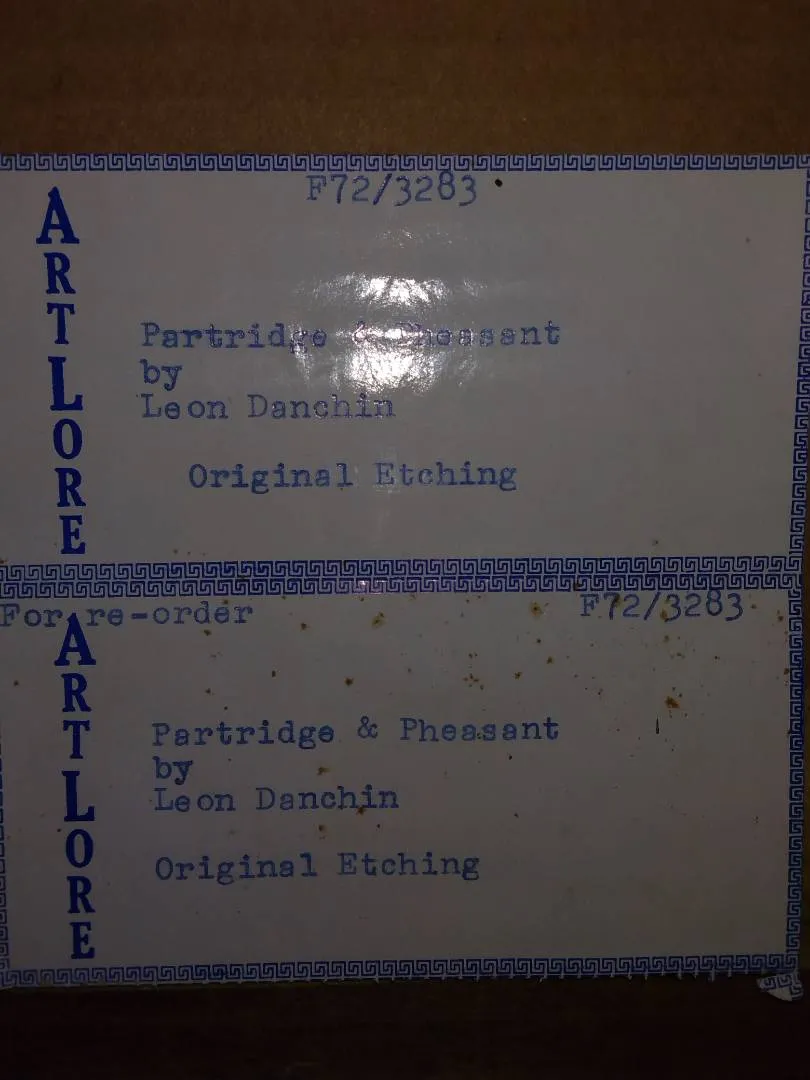 F72/3283
ARTLORE
Partridge & Pheasant
by
Leon Danchin
Original Etching
For re-order
F72/3283
ARTLORE
Partridge & Pheasant
by
Leon Danchin
Original Etching